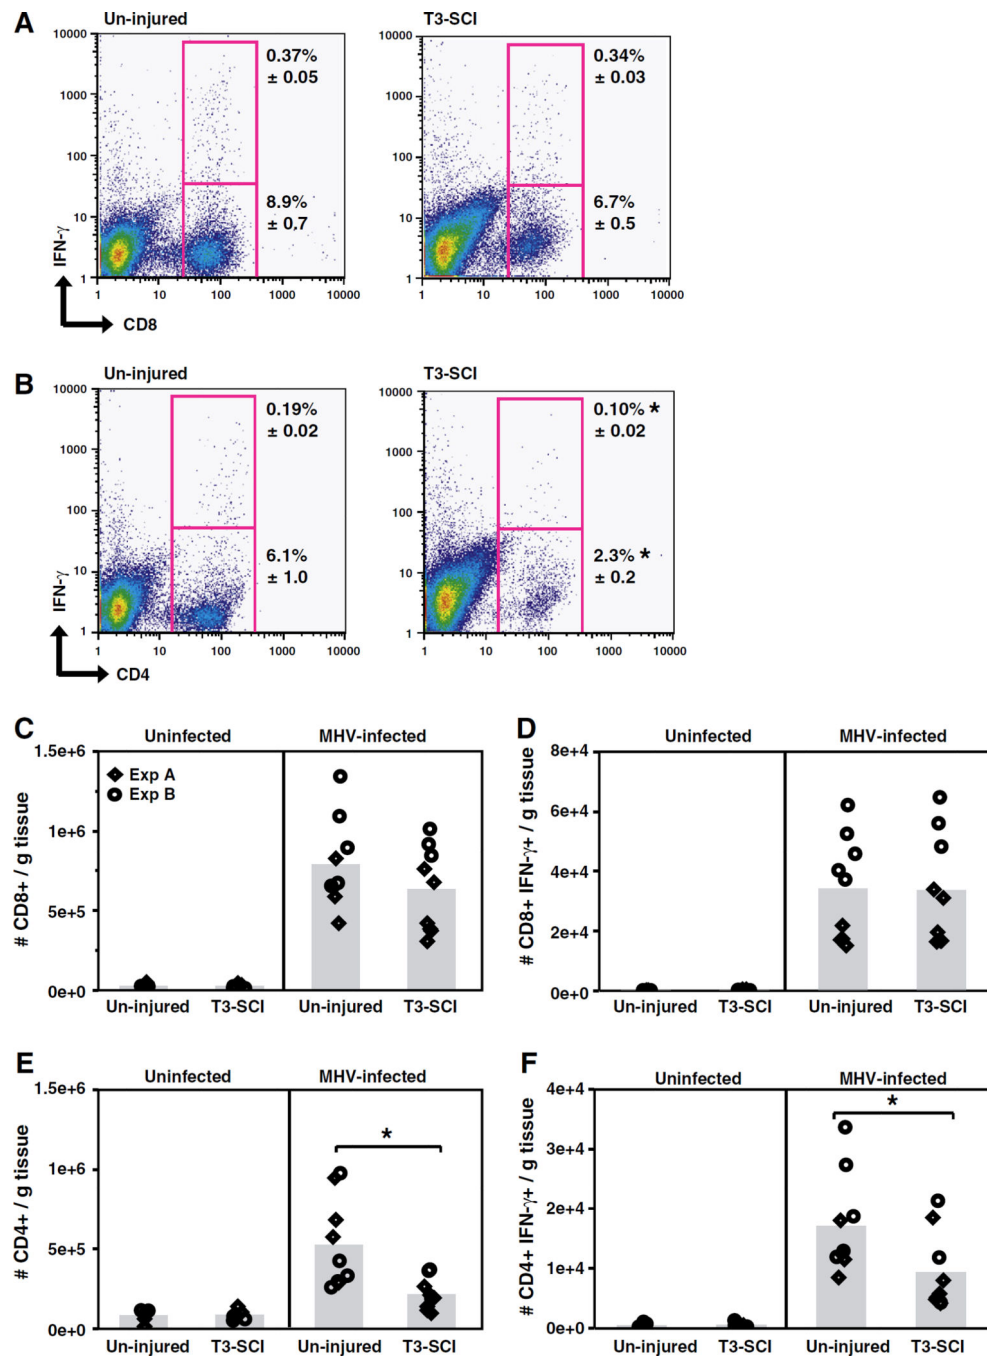 A
Un-injured
T3-SCI
10000
1000
100
10
1
IFN-γ
0.37%
± 0.05
8.9%
± 0.7
1 10 100 1000 10000
10000
1000
100
10
1
0.34%
± 0.03
6.7%
± 0.5
1 10 100 1000 10000
CD8
B
Un-injured
T3-SCI
10000
1000
100
10
1
IFN-γ
0.19%
± 0.02
6.1%
± 1.0
1 10 100 1000 10000
10000
1000
100
10
1
0.10% *
± 0.02
2.3% *
± 0.2
1 10 100 1000 10000
CD4
C
Uninfected MHV-infected
1.5e+6
1e+6
5e+5
0e+0
# CD8+ / g tissue
Exp A
Exp B
Un-injured T3-SCI Un-injured T3-SCI
D
Uninfected MHV-infected
8e+4
6e+4
4e+4
2e+4
0e+0
# CD8+ IFN-γ+ / g tissue
Un-injured T3-SCI Un-injured T3-SCI
E
Uninfected MHV-infected
1.5e+6
1e+6
5e+5
0e+0
# CD4+ / g tissue
*
Un-injured T3-SCI Un-injured T3-SCI
F
Uninfected MHV-infected
4e+4
3e+4
2e+4
1e+4
0e+0
# CD4+ IFN-γ+ / g tissue
*
Un-injured T3-SCI Un-injured T3-SCI